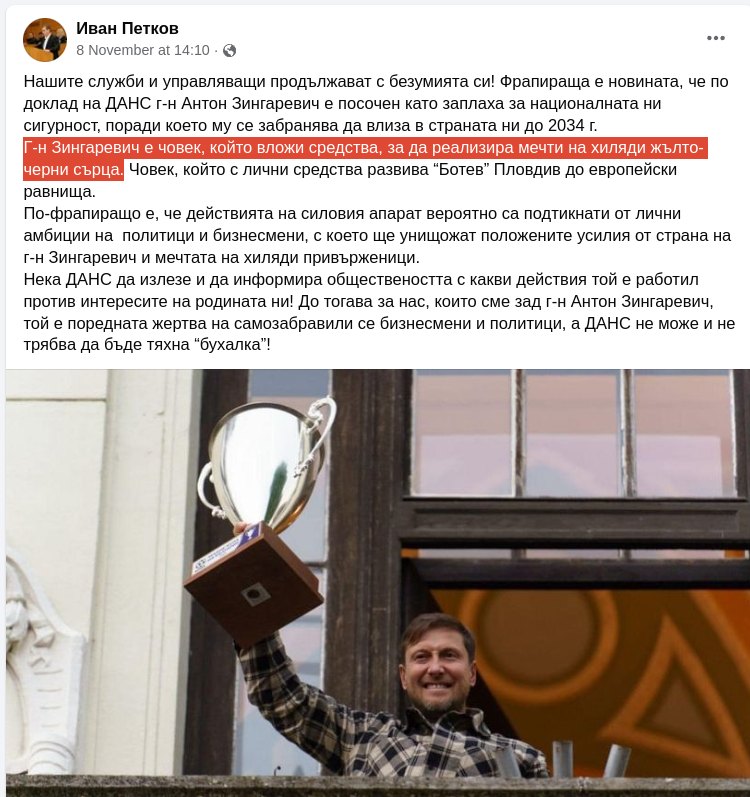 Иван Петков
8 November at 14:10 ·
Нашите служби и управляващи продължават с безумията си! Фрапираща е новината, че по
доклад на ДАНС г-н Антон Зингаревич е посочен като заплаха за националната ни
сигурност, поради което му се забранява да влиза в страната ни до 2034 г.
Г-н Зингаревич е човек, който вложи средства, за да реализира мечти на хиляди жълто-
черни сърца. Човек, който с лични средства развива “Ботев” Пловдив до европейски
равнища.
По-фрапиращо е, че действията на силовия апарат вероятно са подтикнати от лични
амбиции на  политици и бизнесмени, с което ще унищожат положените усилия от страна на
г-н Зингаревич и мечтата на хиляди привърженици.
Нека ДАНС да излезе и да информира обществеността с какви действия той е работил
против интересите на родината ни! До тогава за нас, които сме зад г-н Антон Зингаревич,
той е поредната жертва на самозабравили се бизнесмени и политици, а ДАНС не може и не
трябва да бъде тяхна “бухалка”!